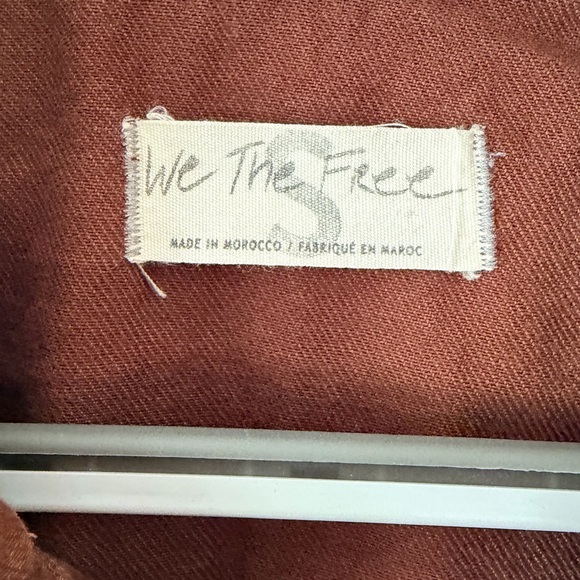 We The Free
S
MADE IN MOROCCO / FABRIQUÉ EN MAROC